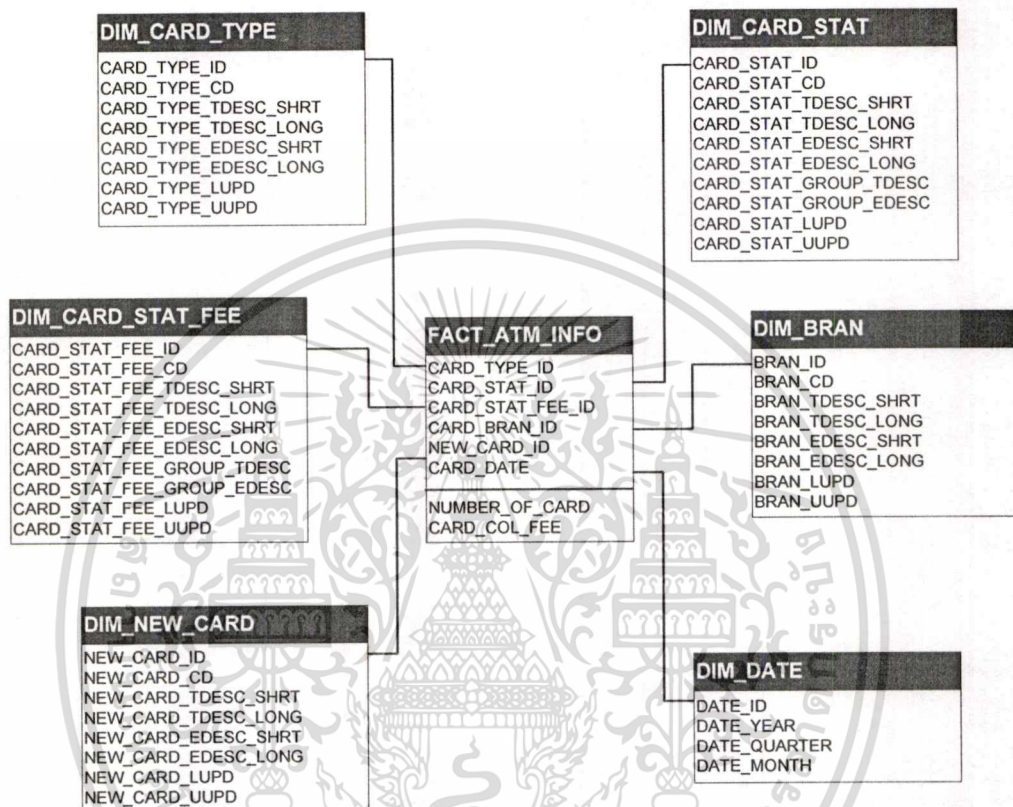 DIM_CARD_TYPE
CARD_TYPE_ID
CARD_TYPE_CD
CARD_TYPE_TDESC_SHRT
CARD_TYPE_TDESC_LONG
CARD_TYPE_EDESC_SHRT
CARD_TYPE_EDESC_LONG
CARD_TYPE_LUPD
CARD_TYPE_UUPD
DIM_CARD_STAT
CARD_STAT_ID
CARD_STAT_CD
CARD_STAT_TDESC_SHRT
CARD_STAT_TDESC_LONG
CARD_STAT_EDESC_SHRT
CARD_STAT_EDESC_LONG
CARD_STAT_GROUP_TDESC
CARD_STAT_GROUP_EDESC
CARD_STAT_LUPD
CARD_STAT_UUPD
DIM_CARD_STAT_FEE
CARD_STAT_FEE_ID
CARD_STAT_FEE_CD
CARD_STAT_FEE_TDESC_SHRT
CARD_STAT_FEE_TDESC_LONG
CARD_STAT_FEE_EDESC_SHRT
CARD_STAT_FEE_EDESC_LONG
CARD_STAT_FEE_GROUP_TDESC
CARD_STAT_FEE_GROUP_EDESC
CARD_STAT_FEE_LUPD
CARD_STAT_FEE_UUPD
FACT_ATM_INFO
CARD_TYPE_ID
CARD_STAT_ID
CARD_STAT_FEE_ID
CARD_BRAN_ID
NEW_CARD_ID
CARD_DATE
NUMBER_OF_CARD
CARD_COL_FEE
DIM_BRAN
BRAN_ID
BRAN_CD
BRAN_TDESC_SHRT
BRAN_TDESC_LONG
BRAN_EDESC_SHRT
BRAN_EDESC_LONG
BRAN_LUPD
BRAN_UUPD
DIM_NEW_CARD
NEW_CARD_ID
NEW_CARD_CD
NEW_CARD_TDESC_SHRT
NEW_CARD_TDESC_LONG
NEW_CARD_EDESC_SHRT
NEW_CARD_EDESC_LONG
NEW_CARD_LUPD
NEW_CARD_UUPD
DIM_DATE
DATE_ID
DATE_YEAR
DATE_QUARTER
DATE_MONTH